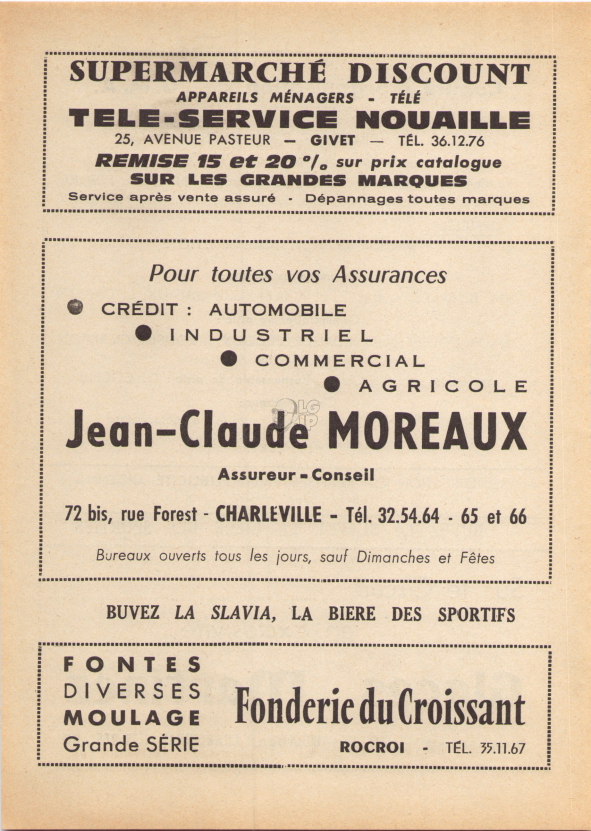 SUPERMARCHÉ DISCOUNT
APPAREILS MÉNAGERS - TÉLÉ
TELE-SERVICE NOUAILLE
25, AVENUE PASTEUR — GIVET — TÉL. 36.12.76
REMISE 15 et 20 % sur prix catalogue
SUR LES GRANDES MARQUES
Service après vente assuré - Dépannages toutes marques
Pour toutes vos Assurances
● CRÉDIT : AUTOMOBILE
● INDUSTRIEL
● COMMERCIAL
● AGRICOLE
Jean-Claude MOREAUX
Assureur - Conseil
72 bis, rue Forest - CHARLEVILLE - Tél. 32.54.64 - 65 et 66
Bureaux ouverts tous les jours, sauf Dimanches et Fêtes
BUVEZ LA SLAVIA, LA BIERE DES SPORTIFS
FONTES
DIVERSES
MOULAGE
Grande SÉRIE
Fonderie du Croissant
ROCROI - TÉL. 35.11.67